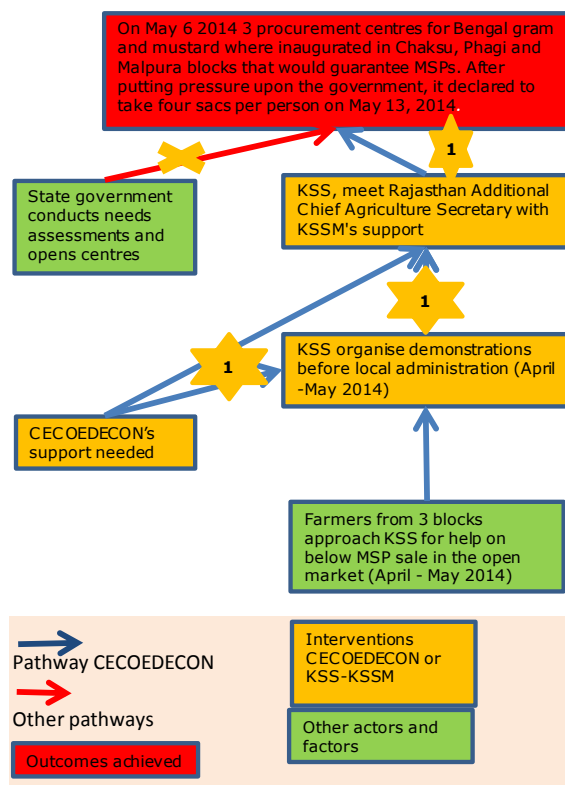 On May 6 2014 3 procurement centres for Bengal gram
and mustard where inaugurated in Chaksu, Phagi and
Malpura blocks that would guarantee MSPs. After
putting pressure upon the government, it declared to
take four sacs per person on May 13, 2014.
1
State government
conducts needs
assessments and
opens centres
KSS, meet Rajasthan Additional
Chief Agriculture Secretary with
KSSM's support
1
1
KSS organise demonstrations
before local administration (April
-May 2014)
CECOEDECON's
support needed
Farmers from 3 blocks
approach KSS for help on
below MSP sale in the open
market (April - May 2014)
Pathway CECOEDECON
Other pathways
Outcomes achieved
Interventions
CECOEDECON or
KSS-KSSM
Other actors and
factors